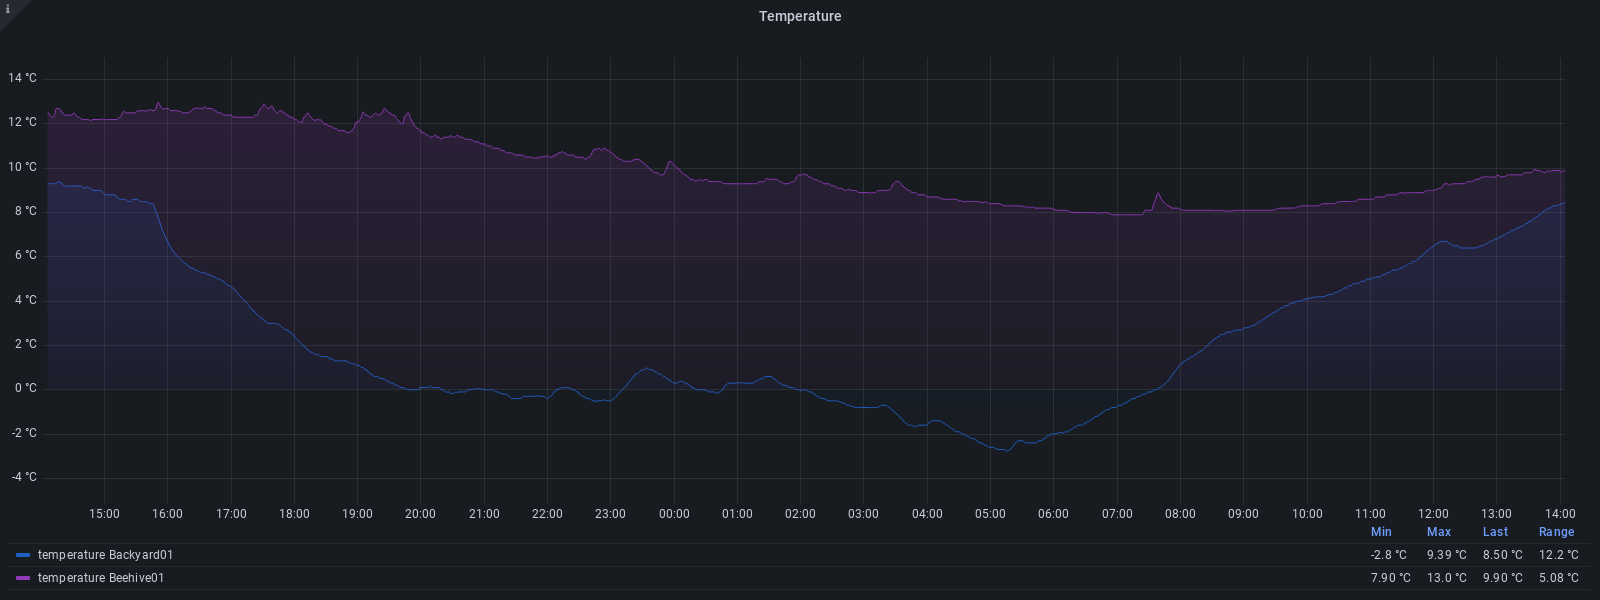 i
Temperature
14 °C
12 °C
10 °C
8 °C
6 °C
4 °C
2 °C
0 °C
-2 °C
-4 °C
15:00 16:00 17:00 18:00 19:00 20:00 21:00 22:00 23:00 00:00 01:00 02:00 03:00 04:00 05:00 06:00 07:00 08:00 09:00 10:00 11:00 12:00 13:00 14:00
Min Max Last Range
temperature Backyard01 -2.8 °C 9.39 °C 8.50 °C 12.2 °C
temperature Beehive01 7.90 °C 13.0 °C 9.90 °C 5.08 °C